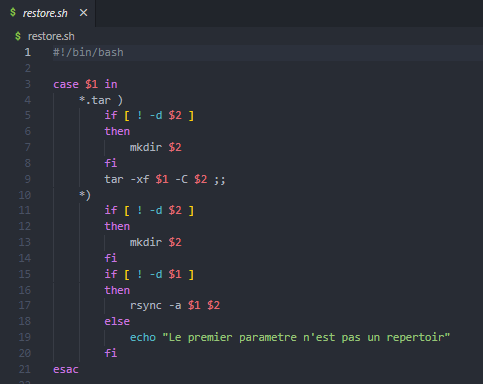 $ restore.sh ×
$ restore.sh
1 #!/bin/bash
2
3 case $1 in
4     *.tar )
5         if [ ! -d $2 ]
6         then
7             mkdir $2
8         fi
9         tar -xf $1 -C $2 ;;
10     *)
11         if [ ! -d $2 ]
12         then
13             mkdir $2
14         fi
15         if [ ! -d $1 ]
16         then
17             rsync -a $1 $2
18         else
19             echo "Le premier parametre n'est pas un repertoir"
20         fi
21 esac